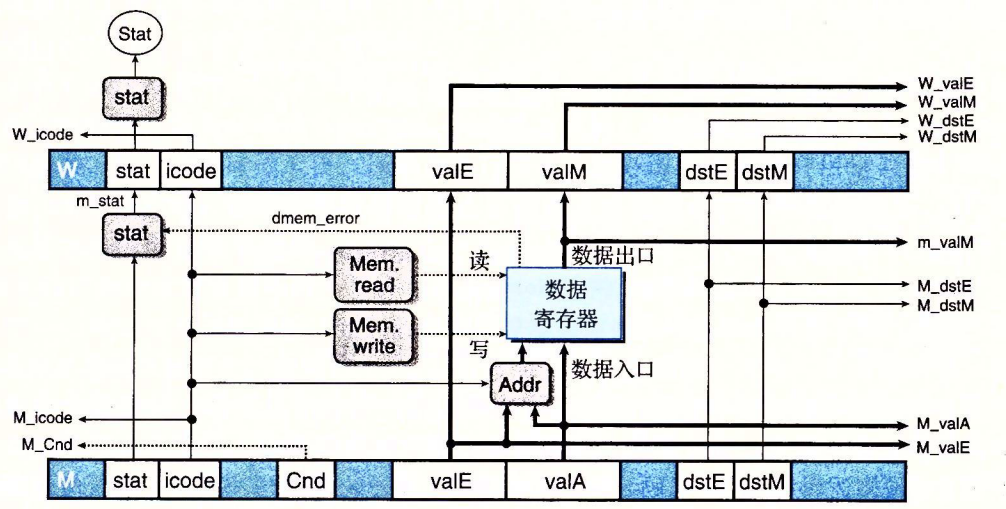 Stat
stat
W_valE
W_valM
W_dstE
W_dstM
W_icode
W stat icode valE valM dstE dstM
m_stat
stat
dmem_error
Mem.
read
读
数据出口
m_valM
数据
寄存器
M_dstE
M_dstM
Mem.
write
写
数据入口
Addr
M_icode
M_valA
M_Cnd
M_valE
M stat icode Cnd valE valA dstE dstM